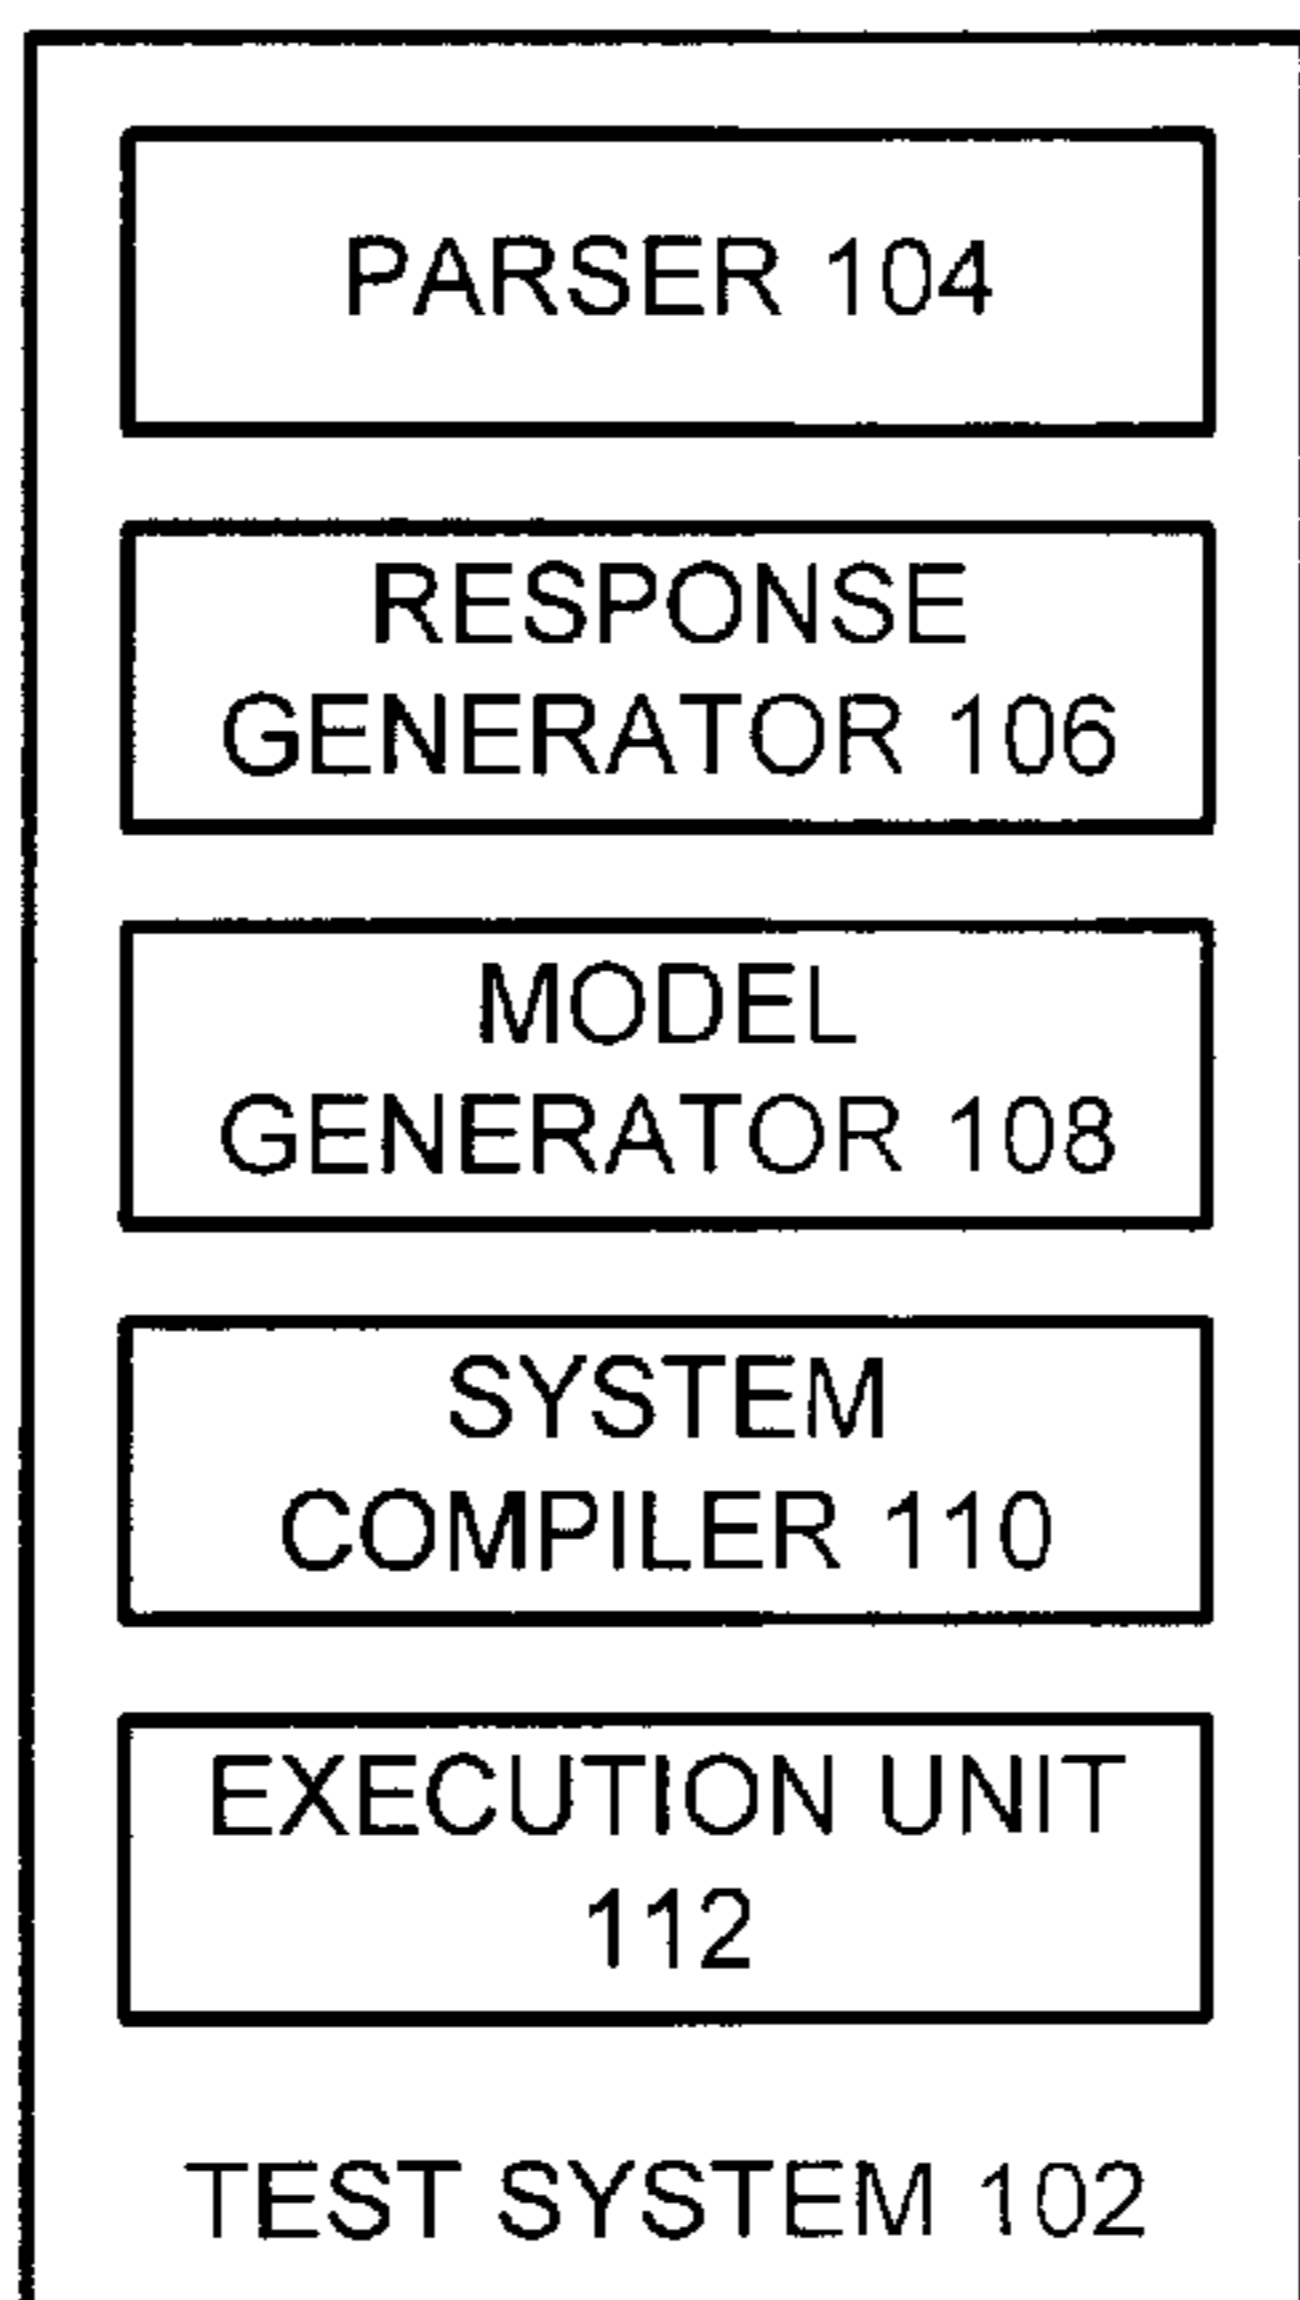 PARSER 104
RESPONSE
GENERATOR 106
MODEL
GENERATOR 108
SYSTEM
COMPILER 110
EXECUTION UNIT
112
TEST SYSTEM 102